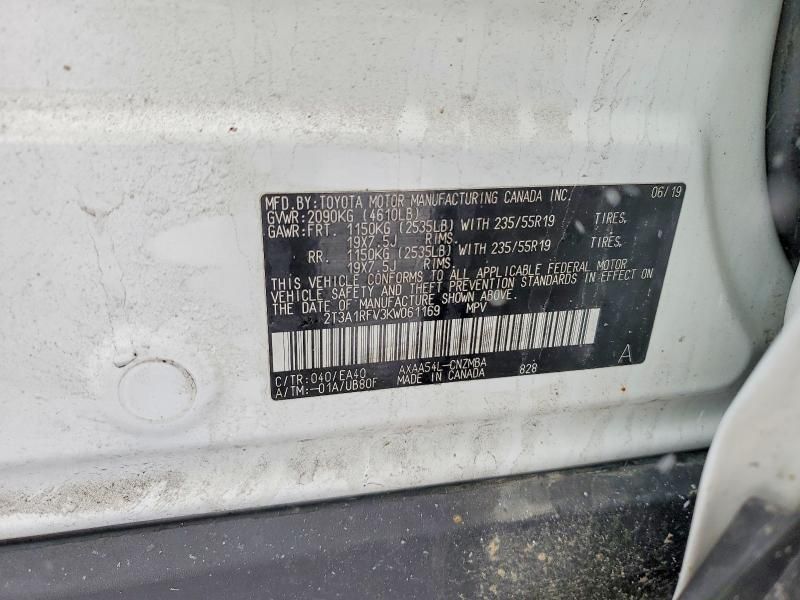 MFD.BY:TOYOTA MOTOR MANUFACTURING CANADA INC. 06/19
GVWR:2090KG (4610LB)
GAWR:FRT. 1150KG (2535LB) WITH 235/55R19 TIRES,
19X7.5J RIMS.
RR. 1150KG (2535LB) WITH 235/55R19 TIRES,
19X7.5J RIMS.
THIS VEHICLE CONFORMS TO ALL APPLICABLE FEDERAL MOTOR
VEHICLE SAFETY AND THEFT PREVENTION STANDARDS IN EFFECT ON
THE DATE OF MANUFACTURE SHOWN ABOVE.
2T3A1RFV3KW061169 MPV
C/TR:040/EA40 AXAA54L-CNZMBA A
A/TM:-01A/UB80F MADE IN CANADA 828